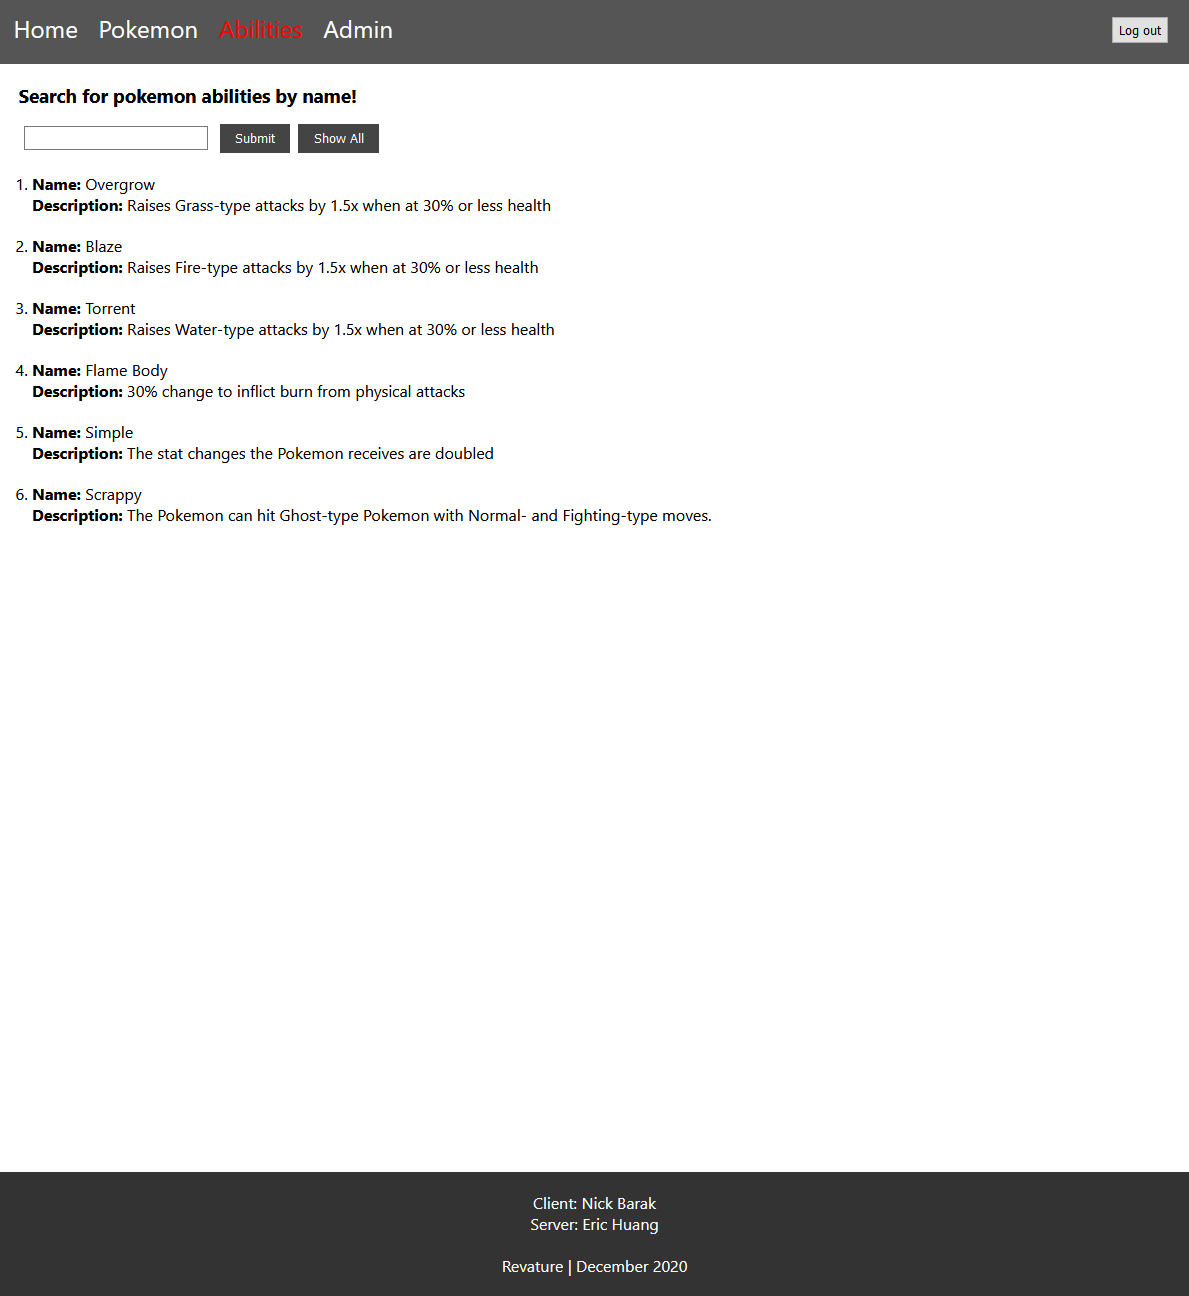 Home Pokemon Abilities Admin Log out
Search for pokemon abilities by name!
Submit Show All
1. Name: Overgrow
Description: Raises Grass-type attacks by 1.5x when at 30% or less health
2. Name: Blaze
Description: Raises Fire-type attacks by 1.5x when at 30% or less health
3. Name: Torrent
Description: Raises Water-type attacks by 1.5x when at 30% or less health
4. Name: Flame Body
Description: 30% change to inflict burn from physical attacks
5. Name: Simple
Description: The stat changes the Pokemon receives are doubled
6. Name: Scrappy
Description: The Pokemon can hit Ghost-type Pokemon with Normal- and Fighting-type moves.
Client: Nick Barak
Server: Eric Huang
Revature | December 2020